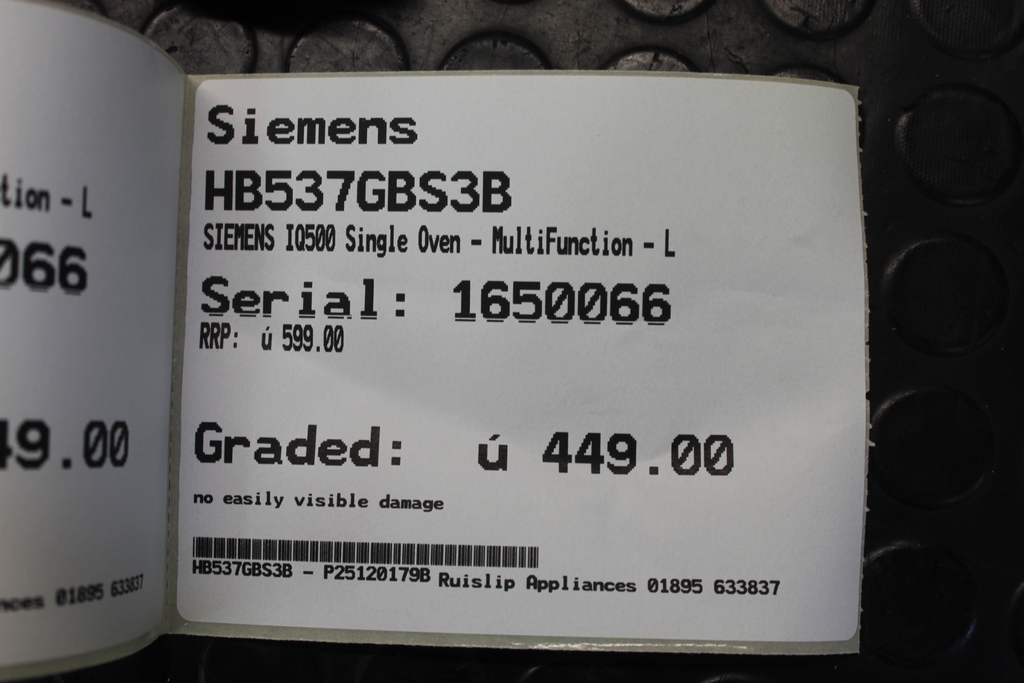 Siemens
HB537GBS3B
SIEMENS IQ500 Single Oven - MultiFunction - L
Serial: 1650066
RRP: ú 599.00
Graded: ú 449.00
no easily visible damage
HB537GBS3B - P25120179B Ruislip Appliances 01895 633837
tion - L
066
49.00
nces 01895 633837